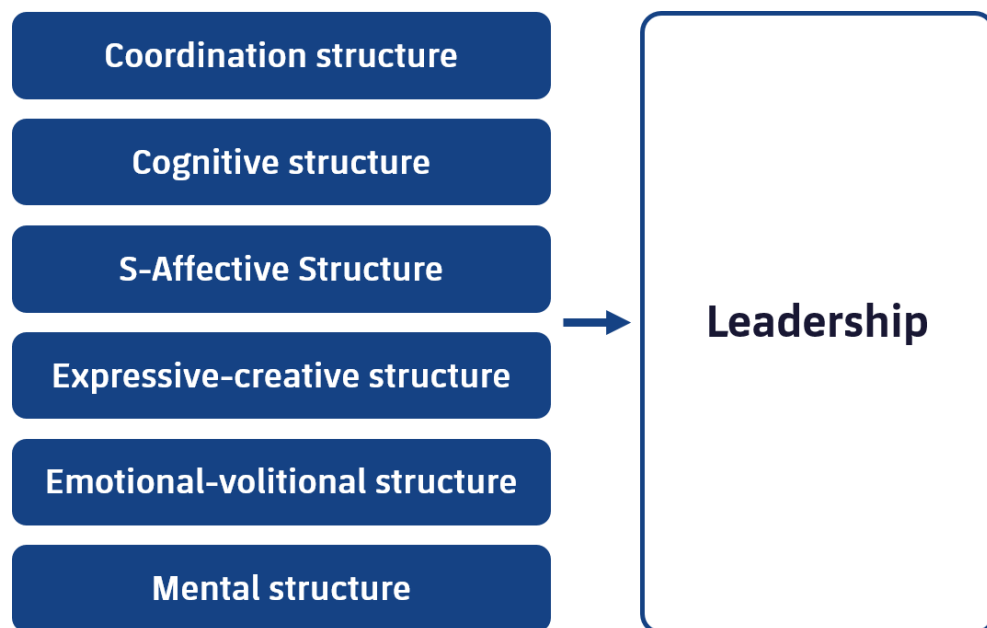 Coordination structure
Cognitive structure
S-Affective Structure
Expressive-creative structure
Emotional-volitional structure
Mental structure
Leadership